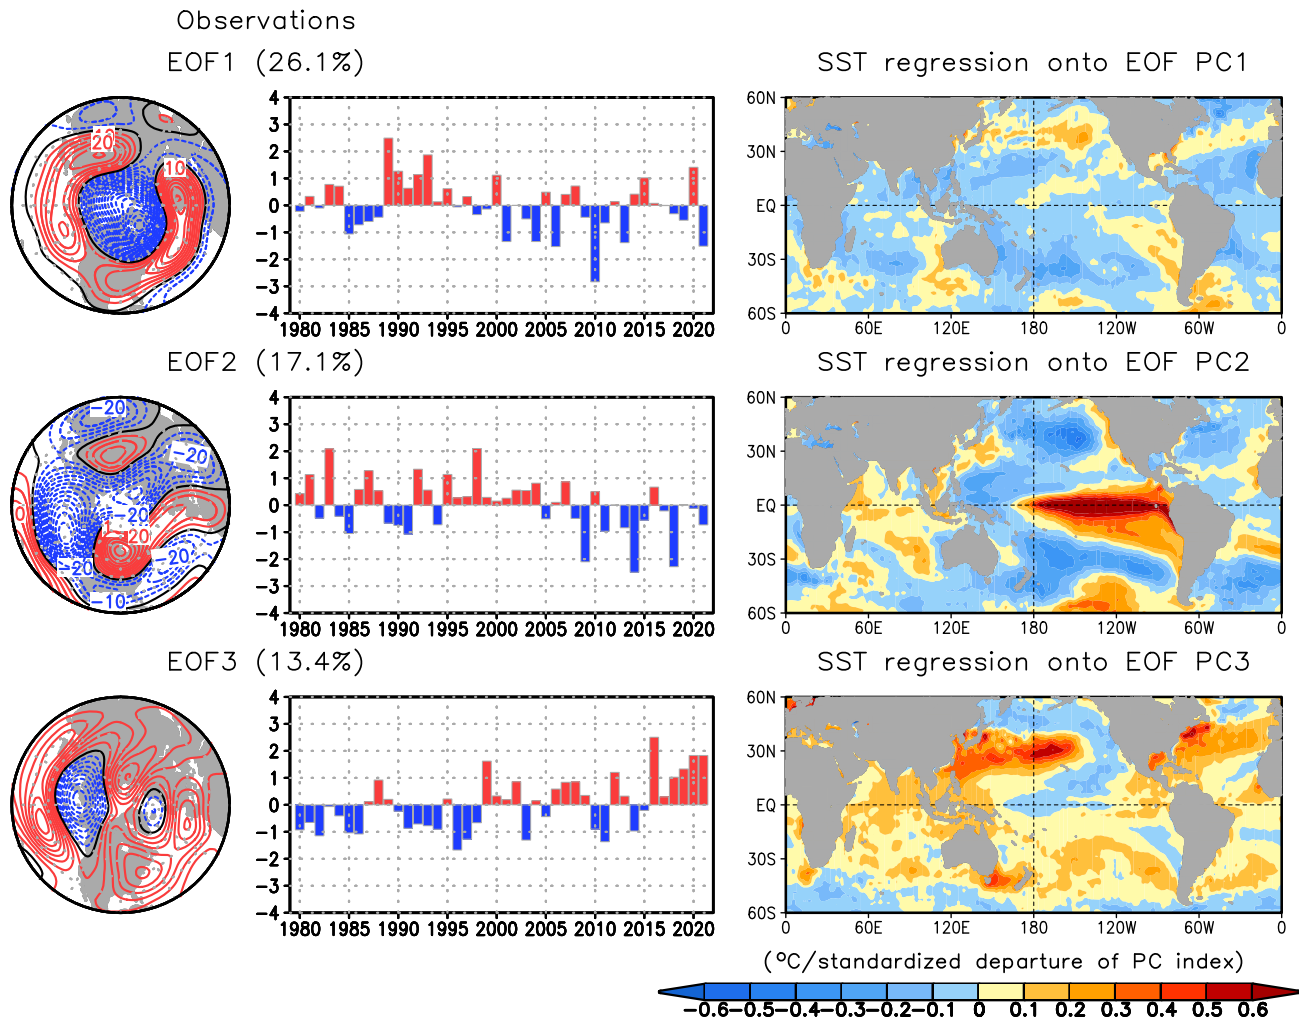 Observations
EOF1 (26.1%)
SST regression onto EOF PC1
20
10
4
3
2
1
0
-1
-2
-3
-4
1980 1985 1990 1995 2000 2005 2010 2015 2020
60N
30N
EQ
30S
60S
0 60E 120E 180 120W 60W 0
EOF2 (17.1%)
SST regression onto EOF PC2
-20
-20
0
-20
20
-20
-20
-10
4
3
2
1
0
-1
-2
-3
-4
1980 1985 1990 1995 2000 2005 2010 2015 2020
60N
30N
EQ
30S
60S
0 60E 120E 180 120W 60W 0
EOF3 (13.4%)
SST regression onto EOF PC3
4
3
2
1
0
-1
-2
-3
-4
1980 1985 1990 1995 2000 2005 2010 2015 2020
60N
30N
EQ
30S
60S
0 60E 120E 180 120W 60W 0
(°C/standardized departure of PC index)
-0.6 -0.5 -0.4 -0.3 -0.2 -0.1 0 0.1 0.2 0.3 0.4 0.5 0.6